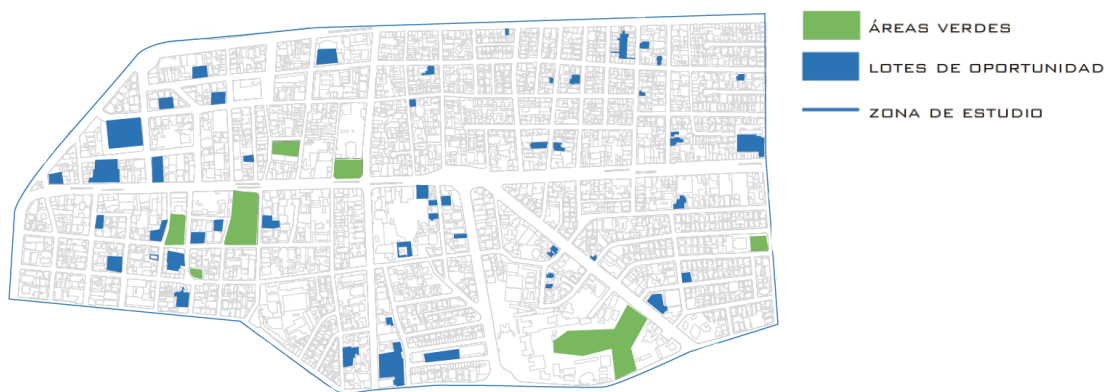 ÁREAS VERDES
LOTES DE OPORTUNIDAD
ZONA DE ESTUDIO